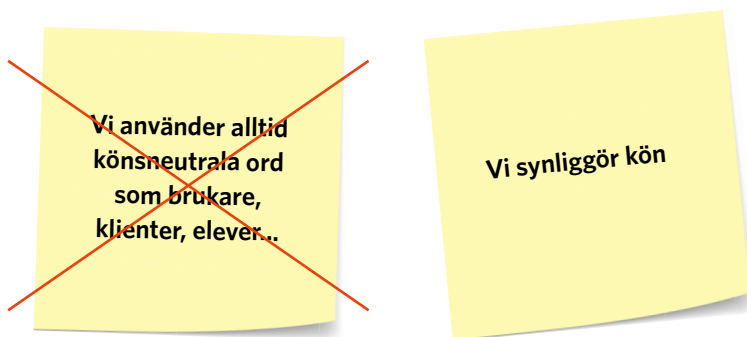 Vi använder alltid
könsneutrala ord
som brukare,
klienter, elever...
Vi synliggör kön